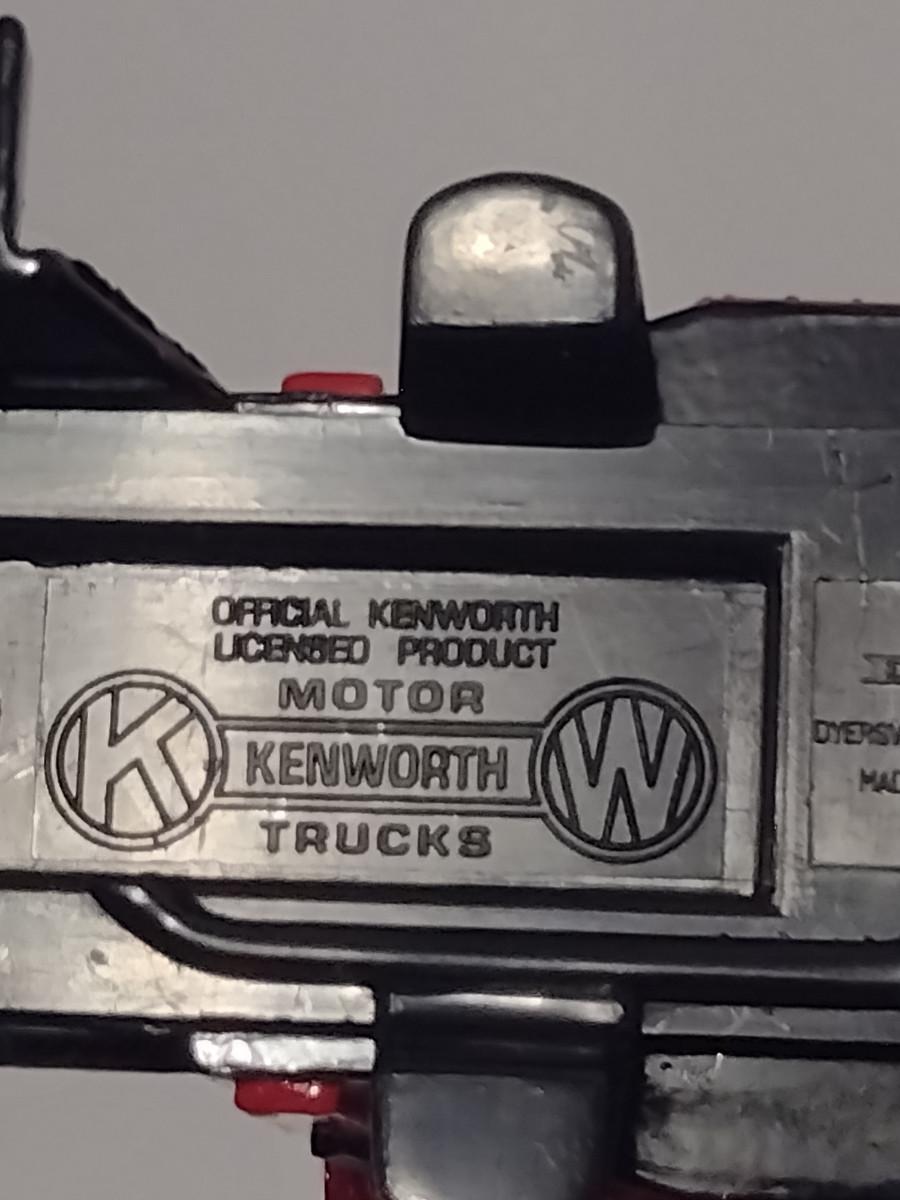 OFFICIAL KENWORTH
LICENSED PRODUCT
MOTOR
K KENWORTH W
TRUCKS